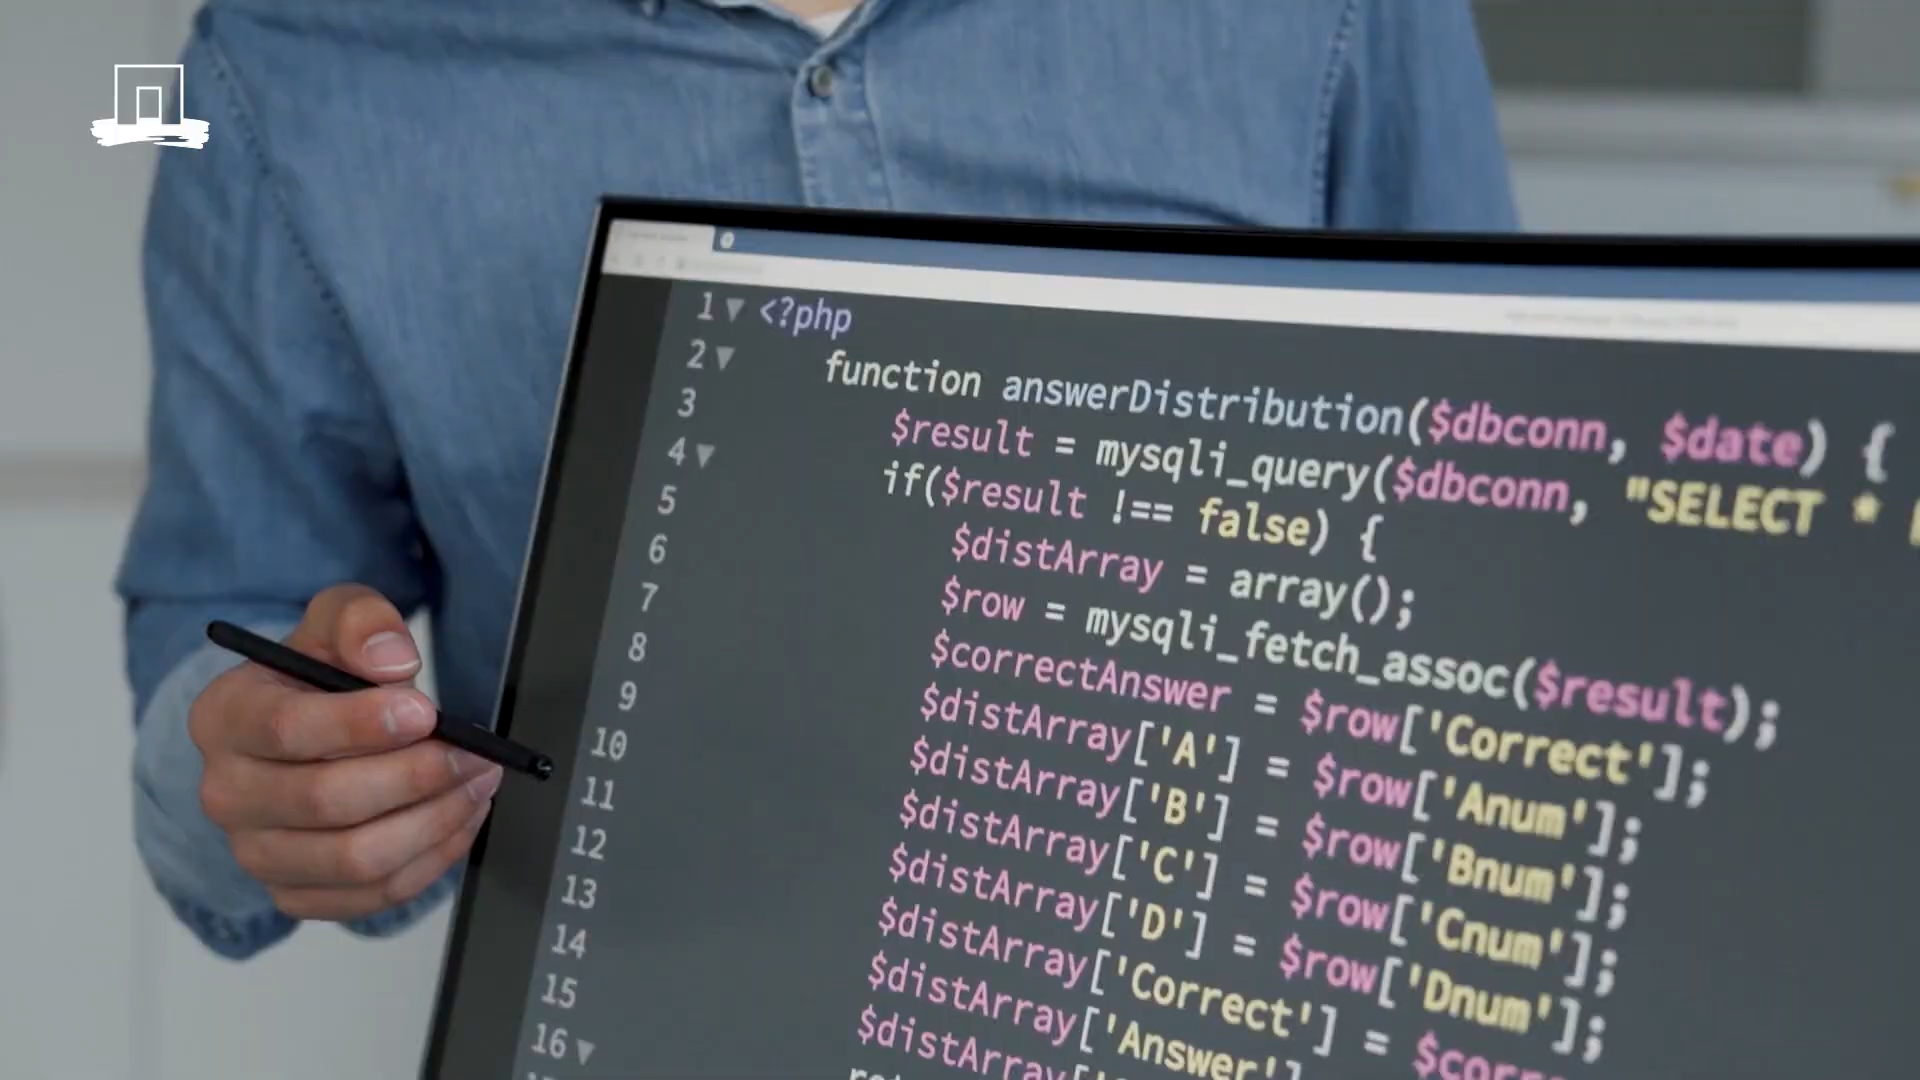 1 <?php
2 function answerDistribution($dbconn, $date) {
3 $result = mysqli_query($dbconn, "SELECT *
4 if($result !== false) {
5 $distArray = array();
6 $row = mysqli_fetch_assoc($result);
7 $correctAnswer = $row['Correct'];
8 $distArray['A'] = $row['Anum'];
9 $distArray['B'] = $row['Bnum'];
10 $distArray['C'] = $row['Cnum'];
11 $distArray['D'] = $row['Dnum'];
12 $distArray['Correct'] = $corr
13 $distArray['Answer']
14 $distArray['
15
16